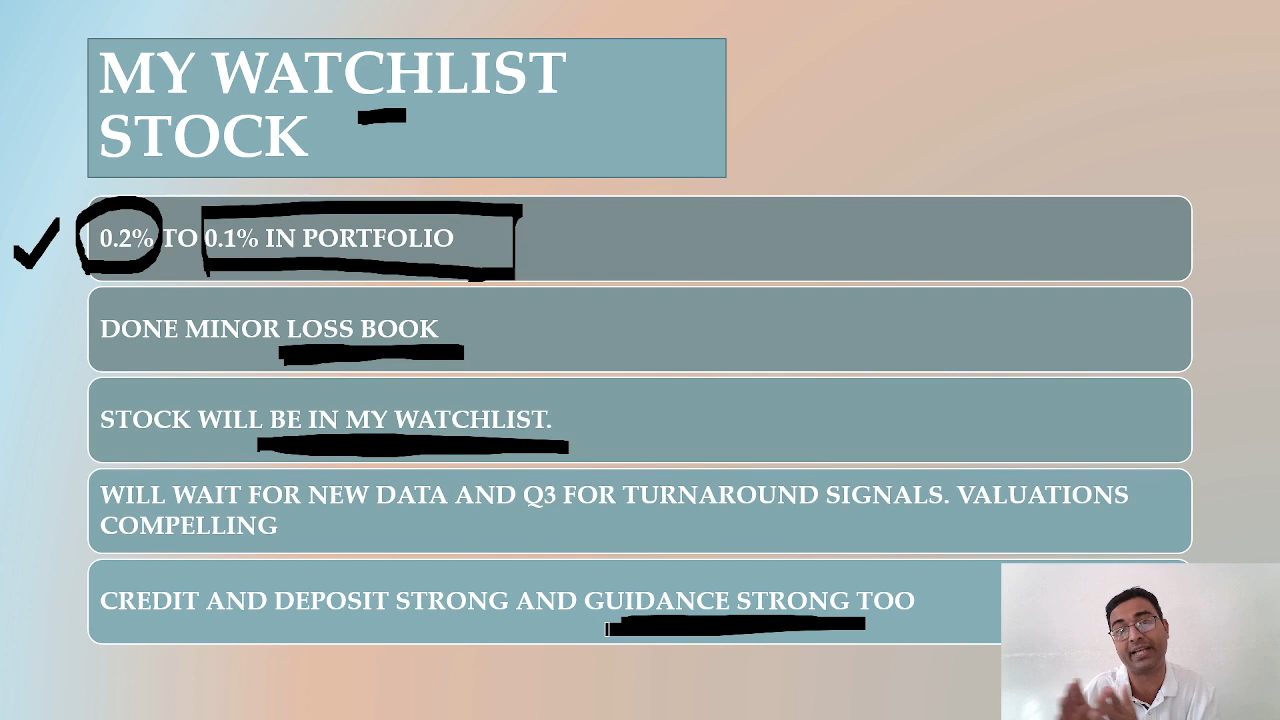 MY WATCHLIST
STOCK
0.2% TO 0.1% IN PORTFOLIO
DONE MINOR LOSS BOOK
STOCK WILL BE IN MY WATCHLIST.
WILL WAIT FOR NEW DATA AND Q3 FOR TURNAROUND SIGNALS. VALUATIONS
COMPELLING
CREDIT AND DEPOSIT STRONG AND GUIDANCE STRONG TOO